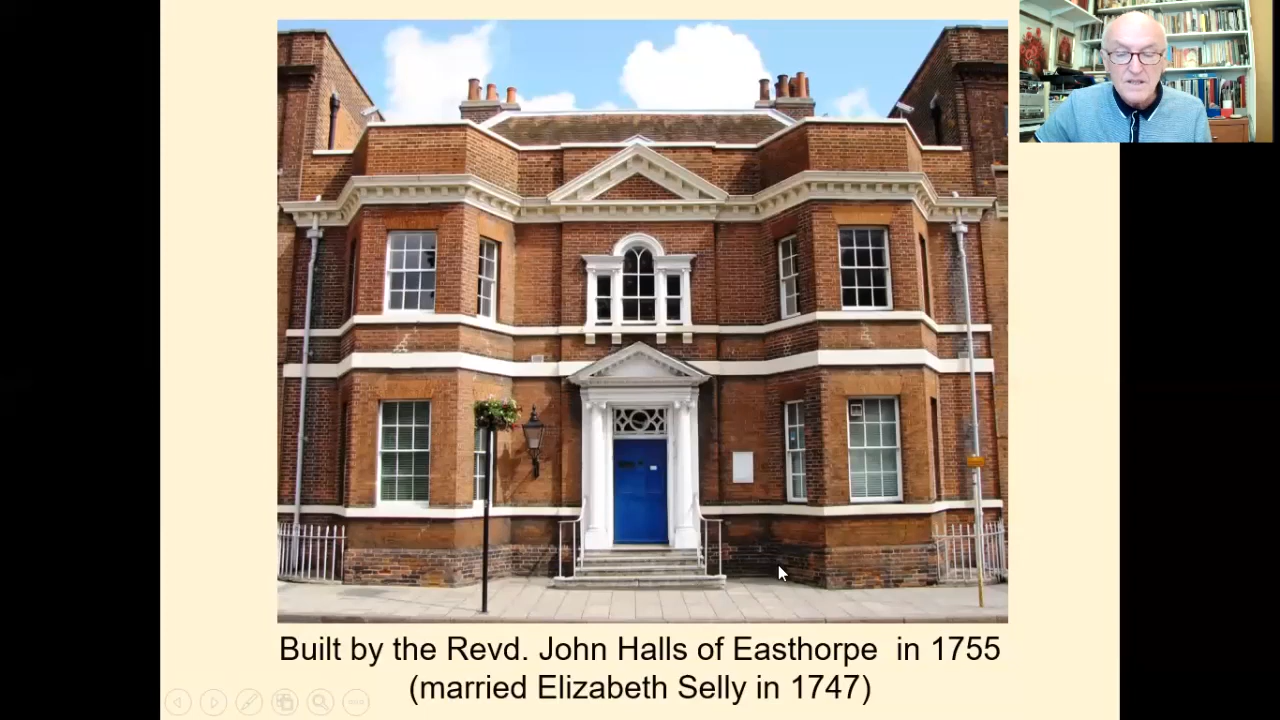 Built by the Revd. John Halls of Easthorpe in 1755
(married Elizabeth Selly in 1747)